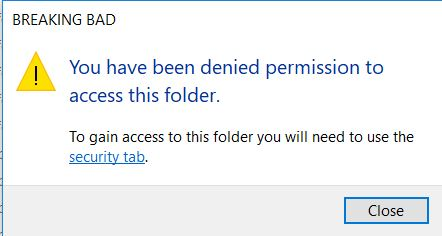 BREAKING BAD
You have been denied permission to
access this folder.
To gain access to this folder you will need to use the
security tab.
Close